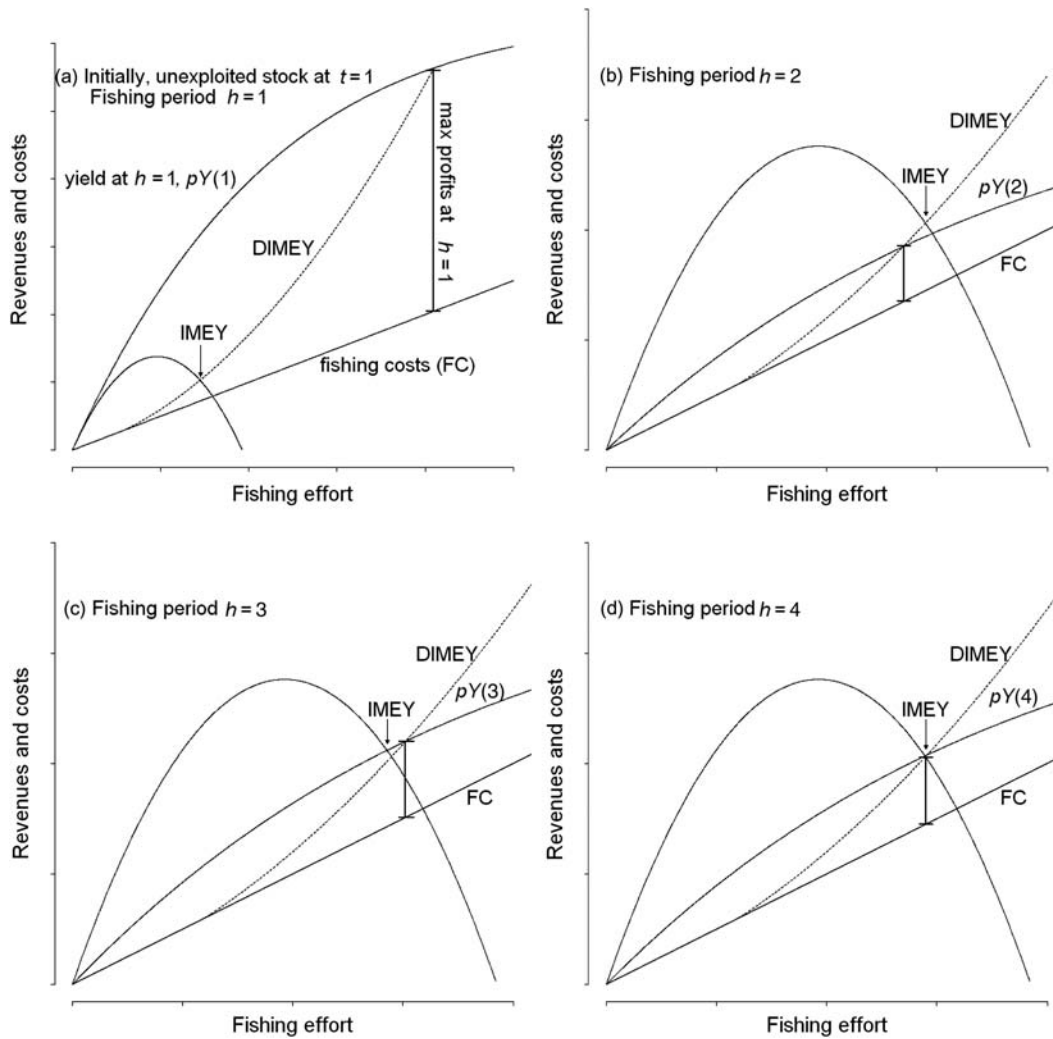 (a) Initially, unexploited stock at t=1
Fishing period h=1
yield at h=1, pY(1)
DIMEY
max profits at h=1
IMEY
fishing costs (FC)
Revenues and costs
Fishing effort
(b) Fishing period h=2
DIMEY
IMEY
pY(2)
FC
Revenues and costs
Fishing effort
(c) Fishing period h=3
DIMEY
IMEY
pY(3)
FC
Revenues and costs
Fishing effort
(d) Fishing period h=4
DIMEY
IMEY
pY(4)
FC
Revenues and costs
Fishing effort